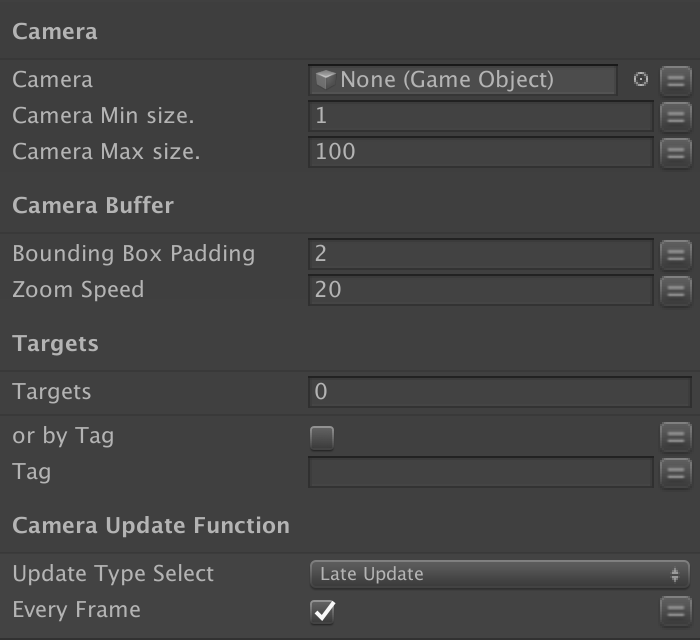 Camera
Camera None (Game Object)
Camera Min size. 1
Camera Max size. 100
Camera Buffer
Bounding Box Padding 2
Zoom Speed 20
Targets
Targets 0
or by Tag
Tag
Camera Update Function
Update Type Select Late Update
Every Frame